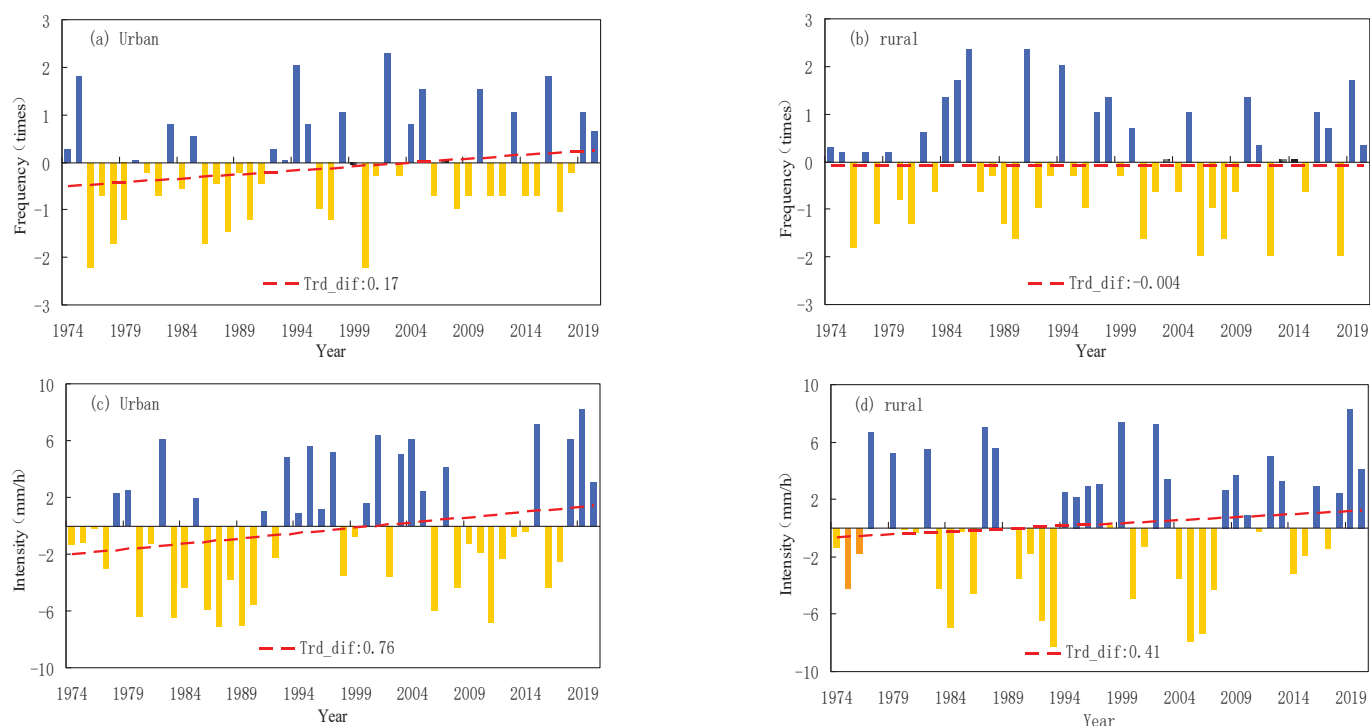 (a) Urban
Frequency（times）
3
2
1
0
-1
-2
-3
Trd_dif:0.17
1974 1979 1984 1989 1994 1999 2004 2009 2014 2019
Year
(b) rural
Frequency（times）
3
2
1
0
-1
-2
-3
Trd_dif:-0.004
1974 1979 1984 1989 1994 1999 2004 2009 2014 2019
Year
(c) Urban
Intensity（mm/h）
10
6
2
-2
-6
-10
Trd_dif:0.76
1974 1979 1984 1989 1994 1999 2004 2009 2014 2019
Year
(d) rural
Intensity（mm/h）
10
6
2
-2
-6
-10
Trd_dif:0.41
1974 1979 1984 1989 1994 1999 2004 2009 2014 2019
Year